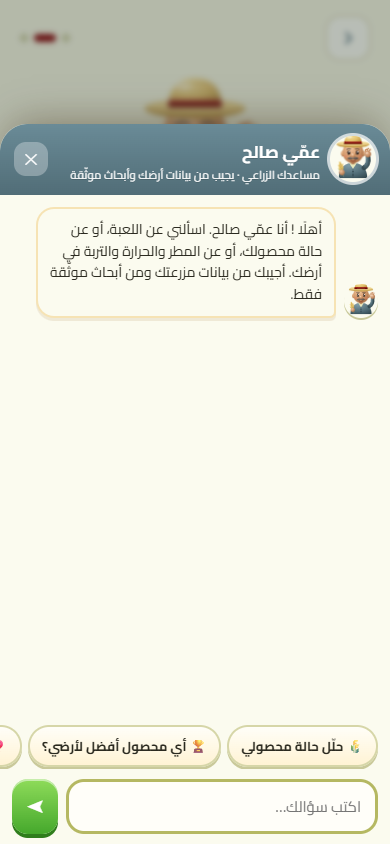 عمّي صالح
مساعدك الزراعي · يجيب من بيانات أرضك وأبحاث موثّقة
أهلًا ! أنا عمّي صالح. اسألني عن اللعبة، أو عن
حالة محصولك، أو عن المطر والحرارة والتربة في
أرضك. أجيبك من بيانات مزرعتك ومن أبحاث موثّقة
فقط.
حلّل حالة محصولي
أي محصول أفضل لأرضي؟
اكتب سؤالك...